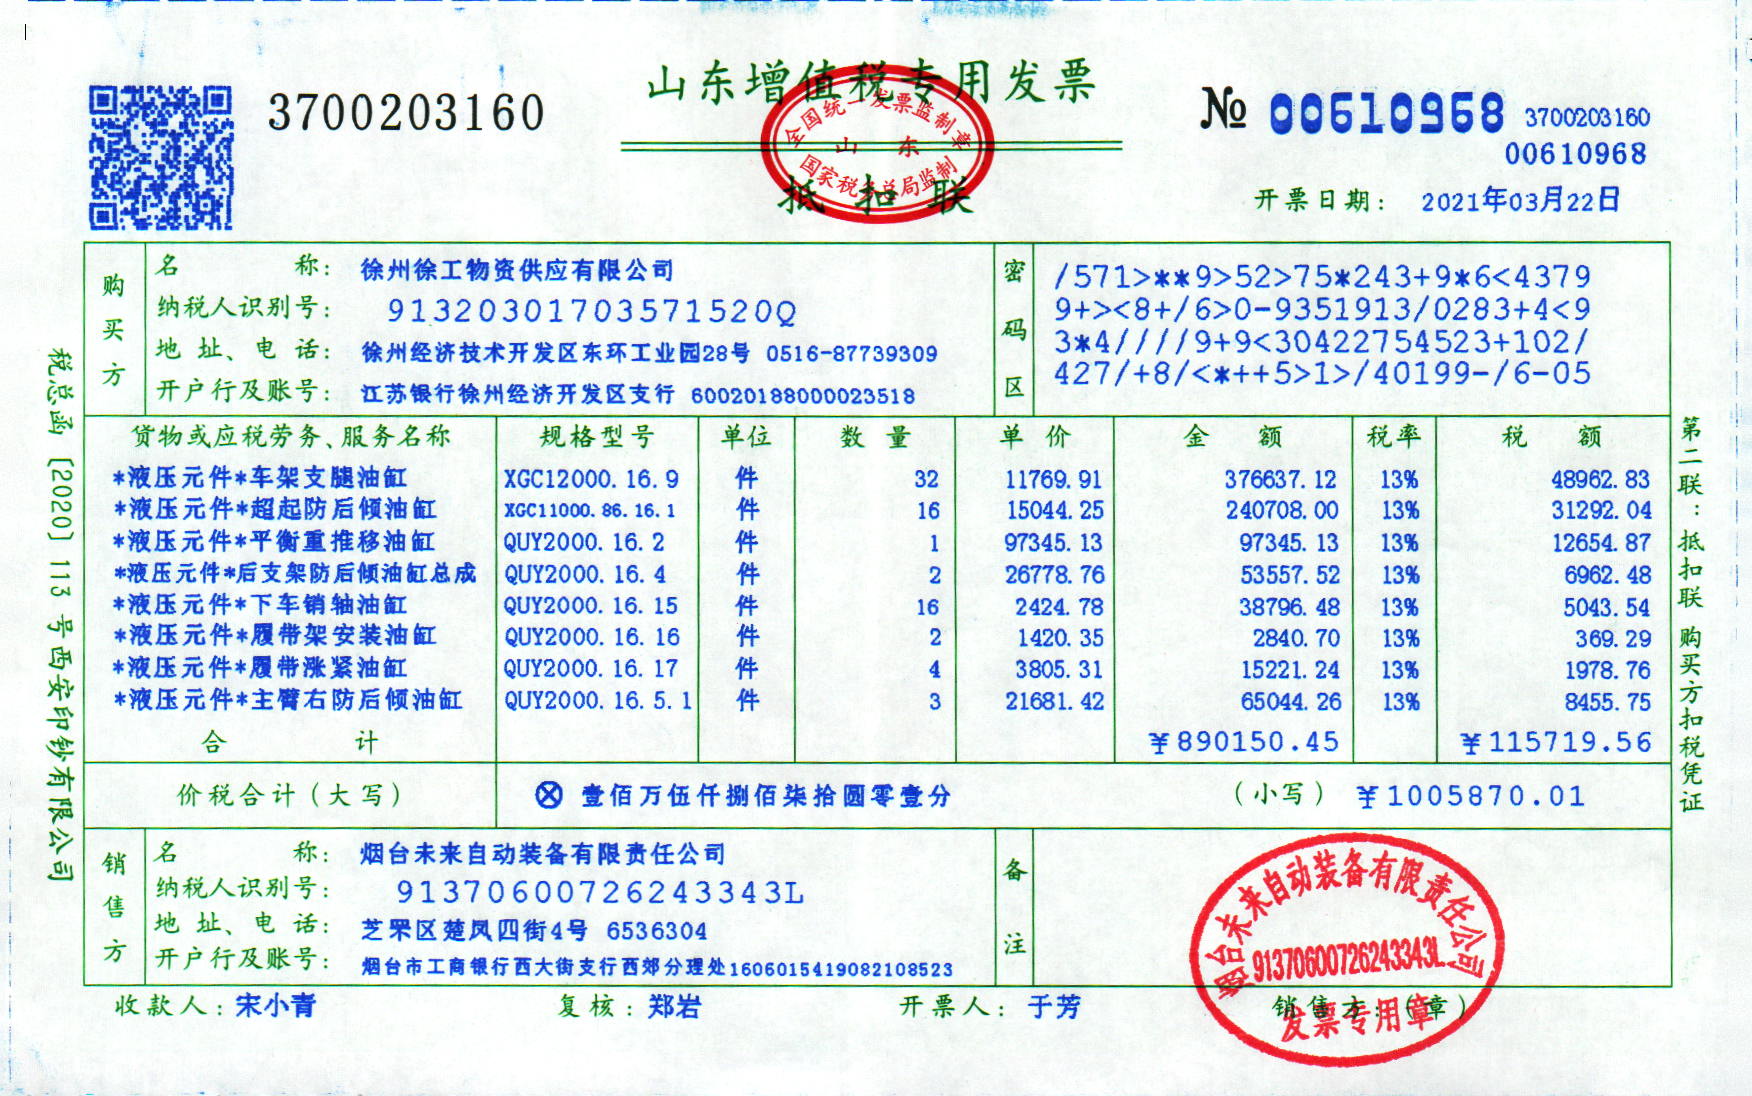 山东增值税专用发票
全国统一发票监制章
山东
国家税务总局监制
抵扣联
3700203160
№ 00610968
3700203160
00610968
开票日期： 2021年03月22日
购买方
名 称： 徐州徐工物资供应有限公司
纳税人识别号： 91320301703571520Q
地 址、电 话： 徐州经济技术开发区东环工业园28号 0516-87739309
开户行及账号： 江苏银行徐州经济开发区支行 60020188000023518
密码区
/571>**9>52>75*243+9*6<4379
9+><8+/6>0-9351913/0283+4<9
3*4////9+9<30422754523+102/
427/+8/<*++5>1>/40199-/6-05
货物或应税劳务、服务名称 规格型号 单位 数 量 单 价 金 额 税率 税 额
*液压元件*车架支腿油缸 XGC12000.16.9 件 32 11769.91 376637.12 13% 48962.83
*液压元件*超起防后倾油缸 XGC11000.86.16.1 件 16 15044.25 240708.00 13% 31292.04
*液压元件*平衡重推移油缸 QUY2000.16.2 件 1 97345.13 97345.13 13% 12654.87
*液压元件*后支架防后倾油缸总成 QUY2000.16.4 件 2 26778.76 53557.52 13% 6962.48
*液压元件*下车销轴油缸 QUY2000.16.15 件 16 2424.78 38796.48 13% 5043.54
*液压元件*履带架安装油缸 QUY2000.16.16 件 2 1420.35 2840.70 13% 369.29
*液压元件*履带涨紧油缸 QUY2000.16.17 件 4 3805.31 15221.24 13% 1978.76
*液压元件*主臂右防后倾油缸 QUY2000.16.5.1 件 3 21681.42 65044.26 13% 8455.75
合 计 ￥890150.45 ￥115719.56
价税合计（大写） ⊗ 壹佰万伍仟捌佰柒拾圆零壹分 （小写） ￥1005870.01
销售方
名 称： 烟台未来自动装备有限责任公司
纳税人识别号： 91370600726243343L
地 址、电 话： 芝罘区楚凤四街4号 6536304
开户行及账号： 烟台市工商银行西大街支行西郊分理处1606015419082108523
备注
收款人：宋小青 复核：郑岩 开票人：于芳 销售方：（章）
烟台未来自动装备有限责任公司
91370600726243343L
发票专用章
税总函〔2020〕113号西安印钞有限公司
第二联：抵扣联 购买方扣税凭证